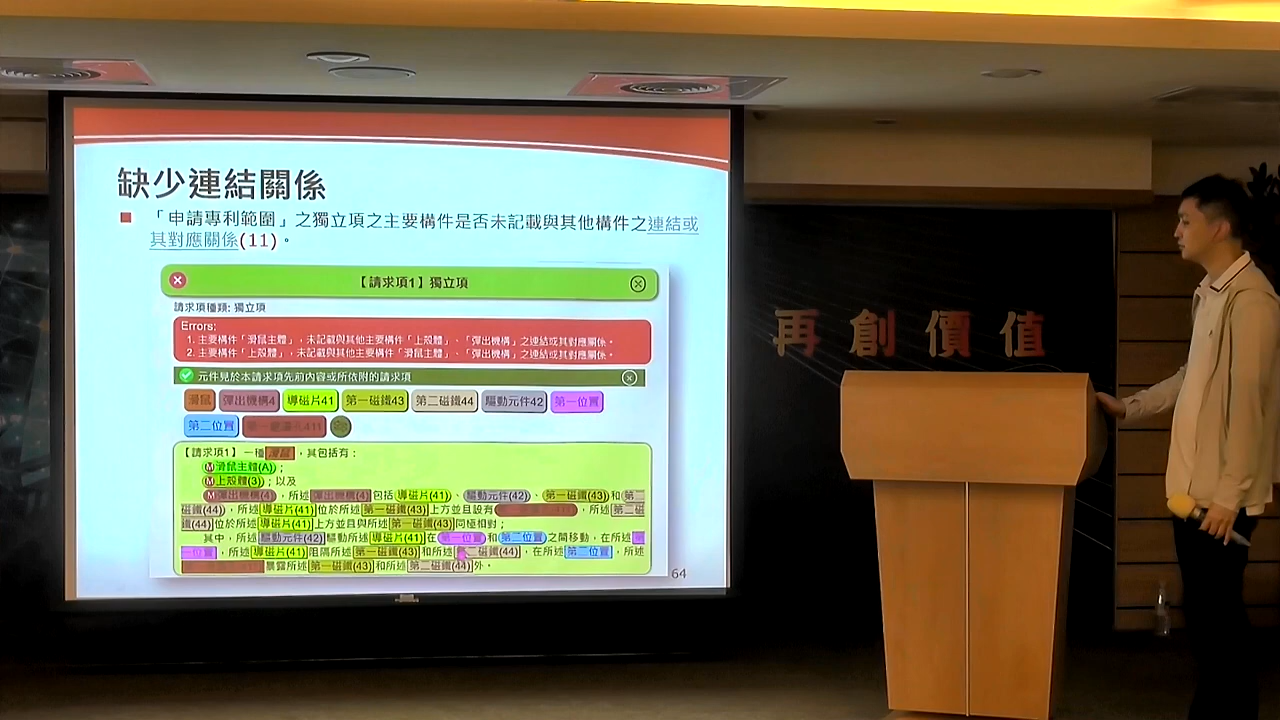 缺少連結關係
「申請專利範圍」之獨立項之主要構件是否未記載與其他構件之連結或
其對應關係(11)。
【請求項1】獨立項
請求項種類: 獨立項
Errors:
1. 主要構件「滑鼠主體」，未記載與其他主要構件「上殼體」、「彈出機構」之連結或其對應關係。
2. 主要構件「上殼體」，未記載與其他主要構件「滑鼠主體」、「彈出機構」之連結或其對應關係。
元件見於本請求項先前內容或所依附的請求項
滑鼠 彈出機構4 導磁片41 第一磁鐵43 第二磁鐵44 驅動元件42 第一位置
第二位置
【請求項1】一種滑鼠，其包括有：
M滑鼠主體(A)；
M上殼體(3)；以及
M彈出機構(4)，所述彈出機構(4)包括導磁片(41)、驅動元件(42)、第一磁鐵(43)和第二
磁鐵(44)，所述導磁片(41)位於所述第一磁鐵(43)上方並且設有，所述第二磁
鐵(44)位於所述導磁片(41)上方並且與所述第一磁鐵(43)同極相對；
其中，所述驅動元件(42)驅動所述導磁片(41)在第一位置和第二位置之間移動，在所述第
一位置，所述導磁片(41)阻隔所述第一磁鐵(43)和所述第二磁鐵(44)，在所述第二位置，所述
暴露所述第一磁鐵(43)和所述第二磁鐵(44)外。
64
再創價值